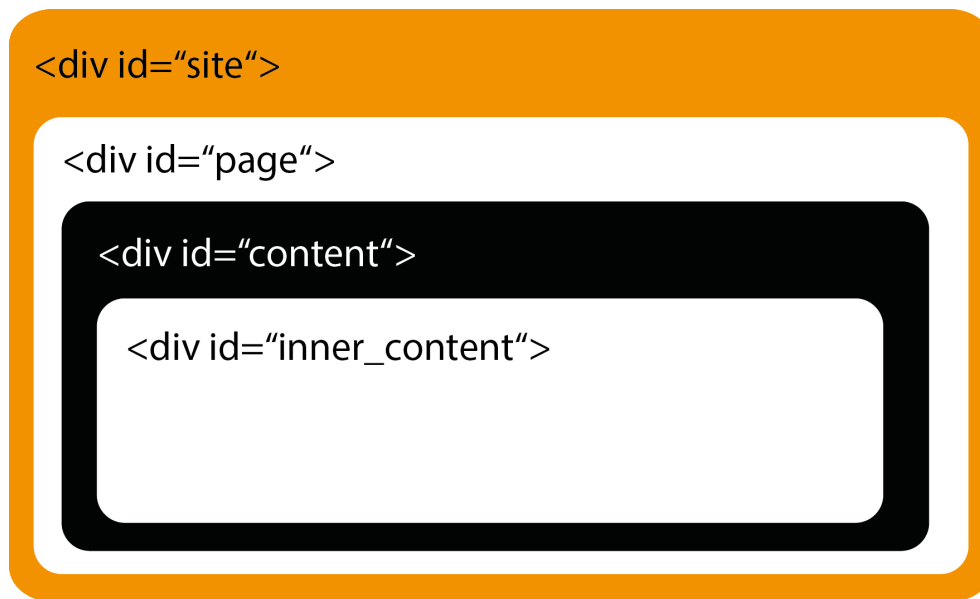 <div id=“site“>
<div id=“page“>
<div id=“content“>
<div id=“inner_content“>